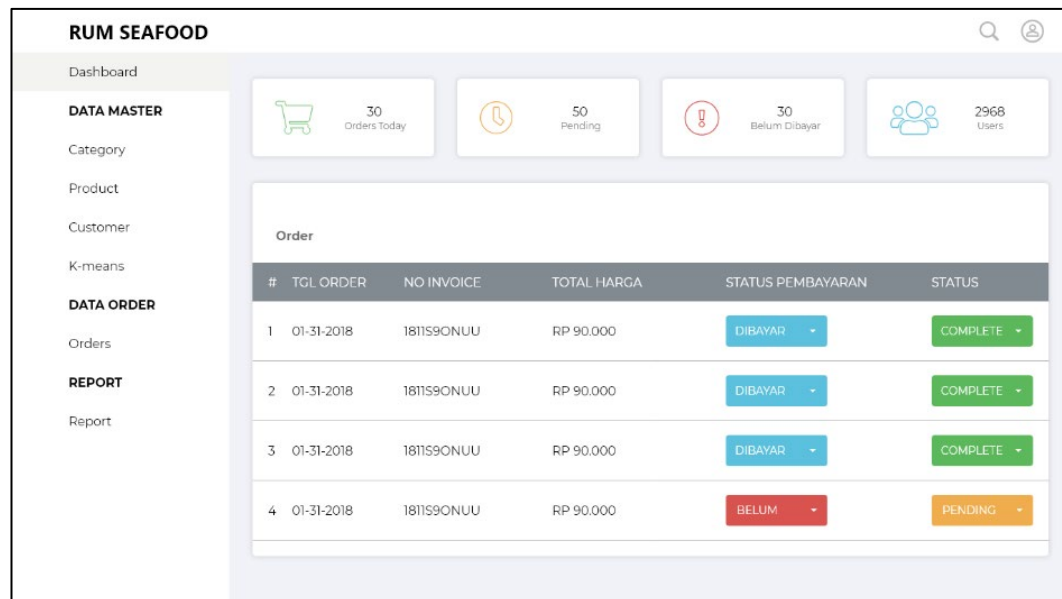 RUM SEAFOOD
Dashboard
DATA MASTER
Category
Product
Customer
K-means
DATA ORDER
Orders
REPORT
Report
30
Orders Today
50
Pending
30
Belum Dibayar
2968
Users
Order
# TGL ORDER NO INVOICE TOTAL HARGA STATUS PEMBAYARAN STATUS
1 01-31-2018 1811S9ONUU RP 90.000 DIBAYAR COMPLETE
2 01-31-2018 1811S9ONUU RP 90.000 DIBAYAR COMPLETE
3 01-31-2018 1811S9ONUU RP 90.000 DIBAYAR COMPLETE
4 01-31-2018 1811S9ONUU RP 90.000 BELUM PENDING